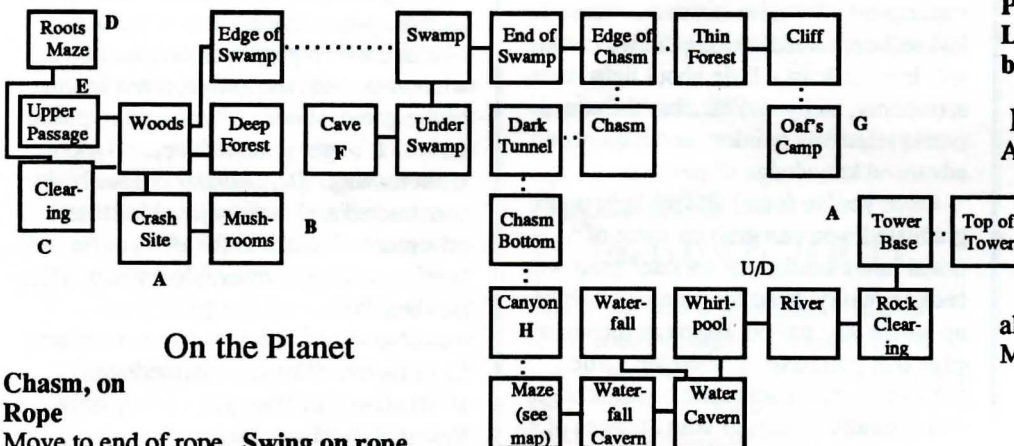 Roots
Maze
D
Edge of
Swamp
Swamp
End of
Swamp
Edge of
Chasm
Thin
Forest
Cliff
E
Upper
Passage
Woods
Deep
Forest
Cave
F
Under
Swamp
Dark
Tunnel
Chasm
Oaf's
Camp
G
Clear-
ing
C
Crash
Site
A
Mush-
rooms
B
Chasm
Bottom
A
Tower
Base
Top of
Tower
U/D
Canyon
H
Water-
fall
Whirl-
pool
River
Rock
Clear-
ing
Maze
(see
map)
Water-
fall
Cavern
Water
Cavern
On the Planet
Chasm, on
Rope
Move to end of rope. Swing on rope